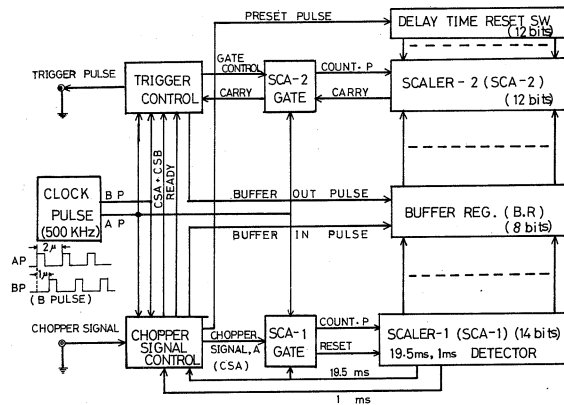 PRESET PULSE
DELAY TIME RESET SW
(12 bits)
TRIGGER PULSE
TRIGGER
CONTROL
GATE
CONTROL
CARRY
SCA-2
GATE
COUNT. P
CARRY
SCALER-2 (SCA-2)
(12 bits)
CLOCK
PULSE
(500 KHz)
B P
A P
CSA + CSB
READY
BUFFER OUT PULSE
BUFFER IN PULSE
BUFFER REG. (B.R)
(8 bits)
2μ
AP
1μ
BP
(B PULSE)
CHOPPER SIGNAL
CHOPPER
SIGNAL
CONTROL
CHOPPER
SIGNAL, A
(CSA)
SCA-1
GATE
COUNT. P
RESET
SCALER-1 (SCA-1) (14 bits)
19.5ms, 1ms DETECTOR
19.5 ms
1 ms